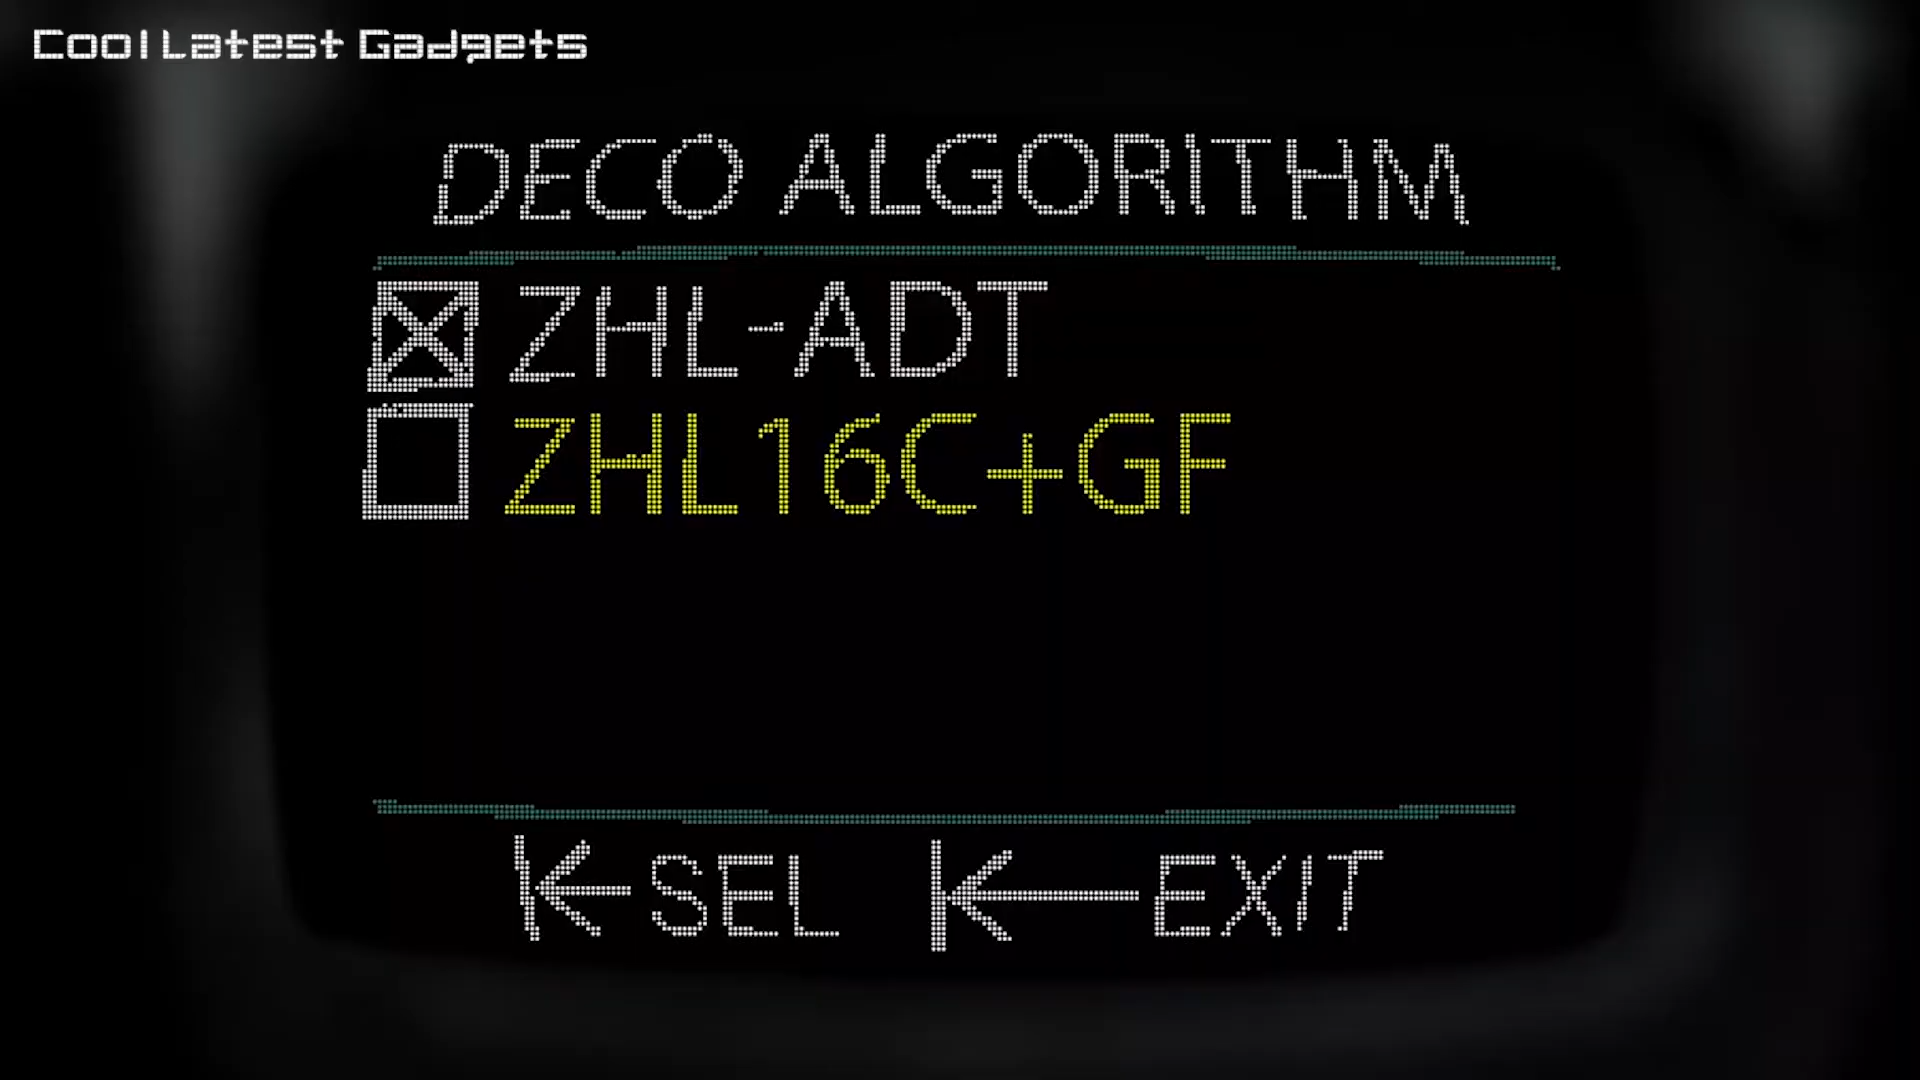 Cool Latest Gadgets
DECO ALGORITHM
ZHL-ADT
ZHL16C+GF
SEL EXIT